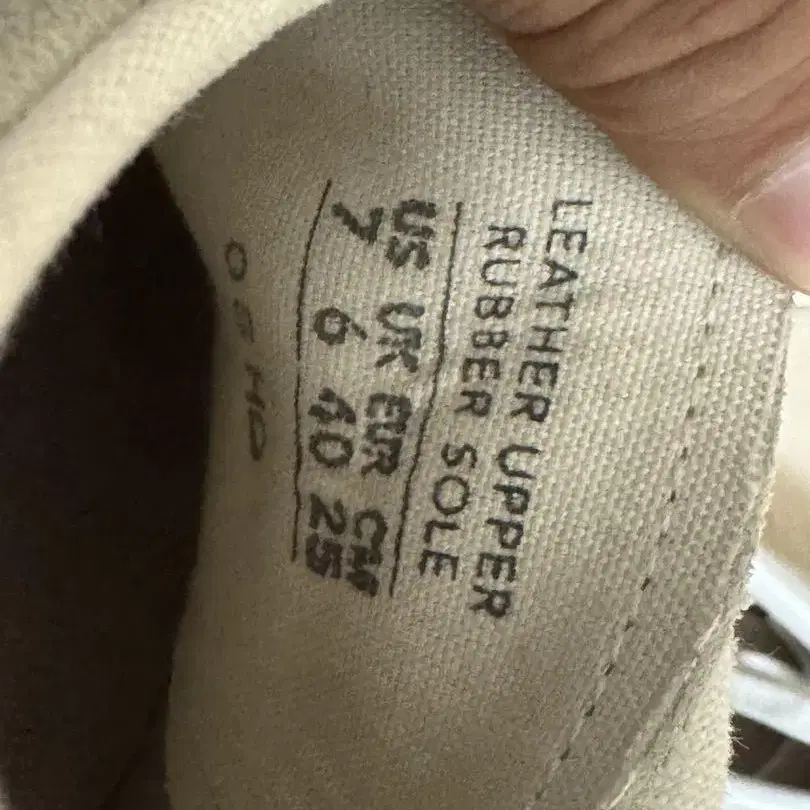 LEATHER UPPER
RUBBER SOLE
US UK EUR CM
7 6 40 25